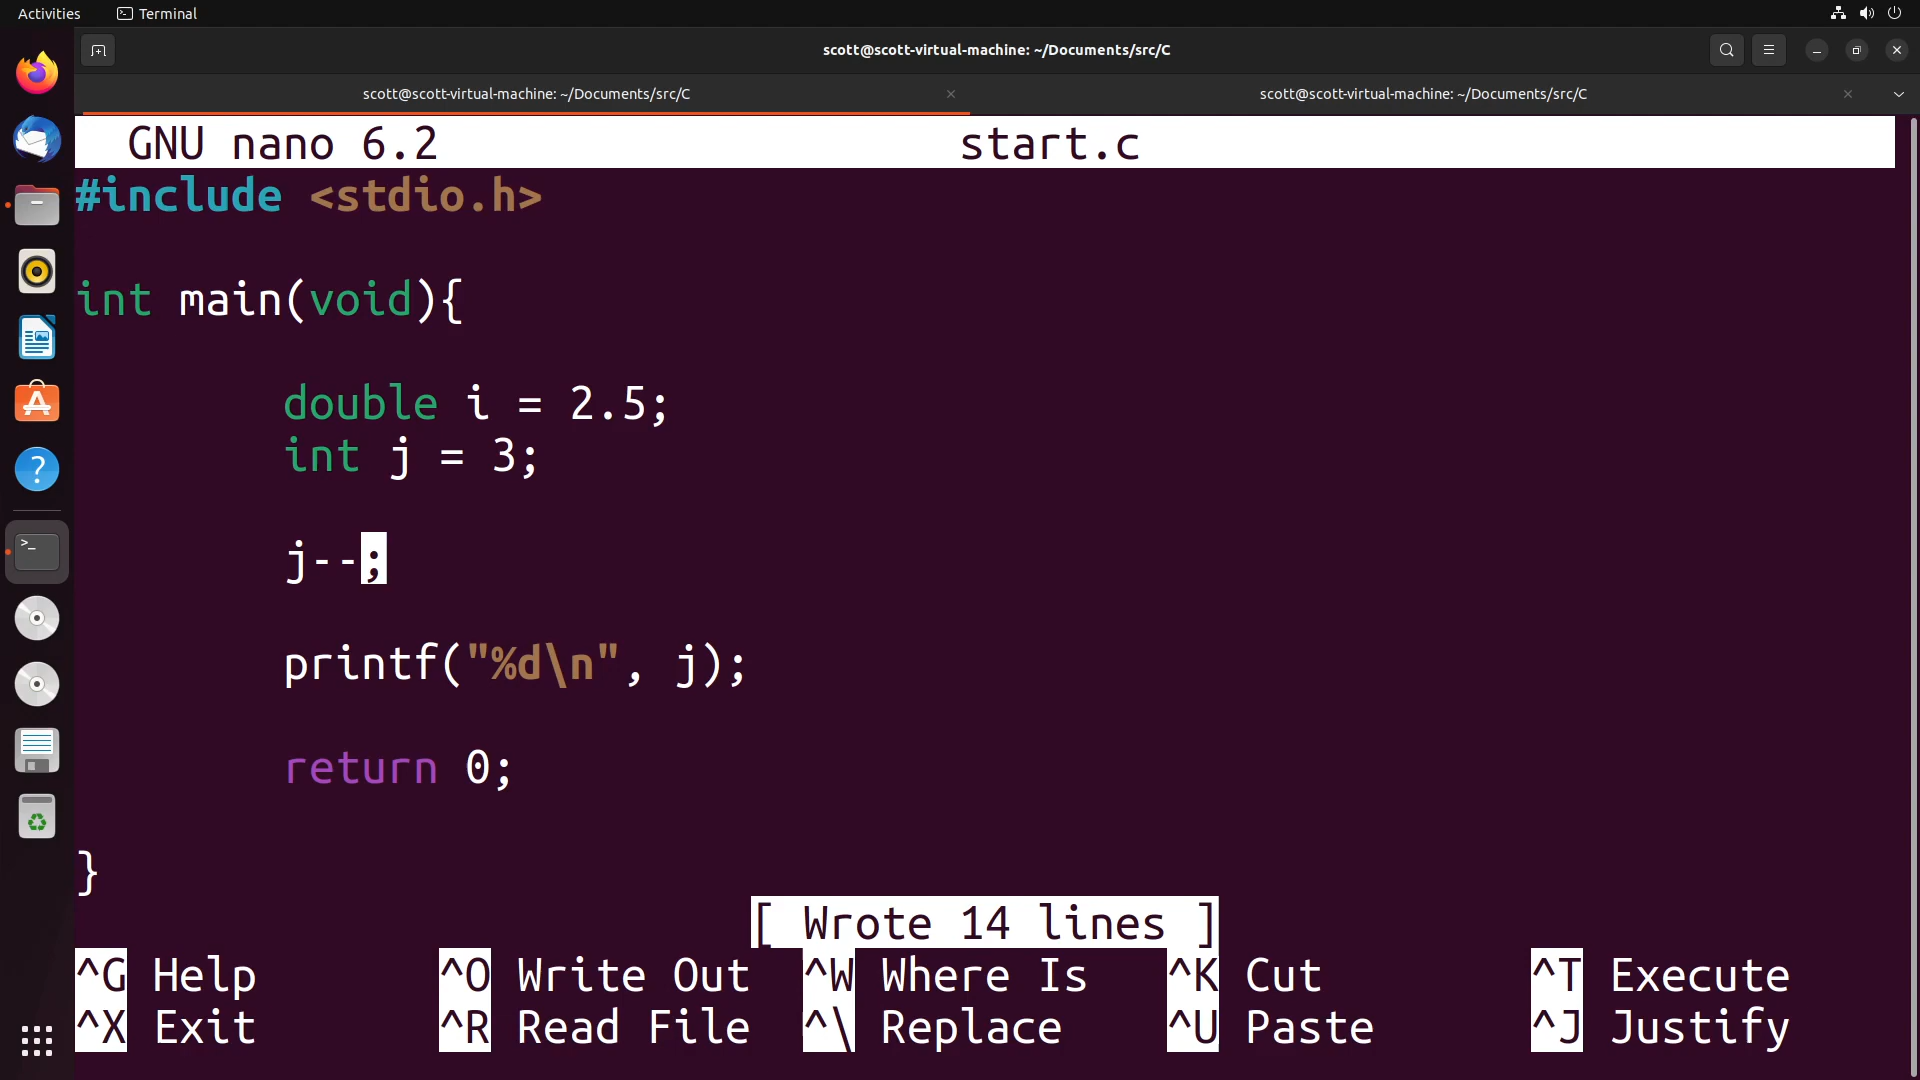 Activities Terminal
scott@scott-virtual-machine: ~/Documents/src/C
scott@scott-virtual-machine: ~/Documents/src/C scott@scott-virtual-machine: ~/Documents/src/C
GNU nano 6.2 start.c
#include <stdio.h>
int main(void){
double i = 2.5;
int j = 3;
j--;
printf("%d\n", j);
return 0;
}
[ Wrote 14 lines ]
^G Help ^O Write Out ^W Where Is ^K Cut ^T Execute
^X Exit ^R Read File ^\ Replace ^U Paste ^J Justify